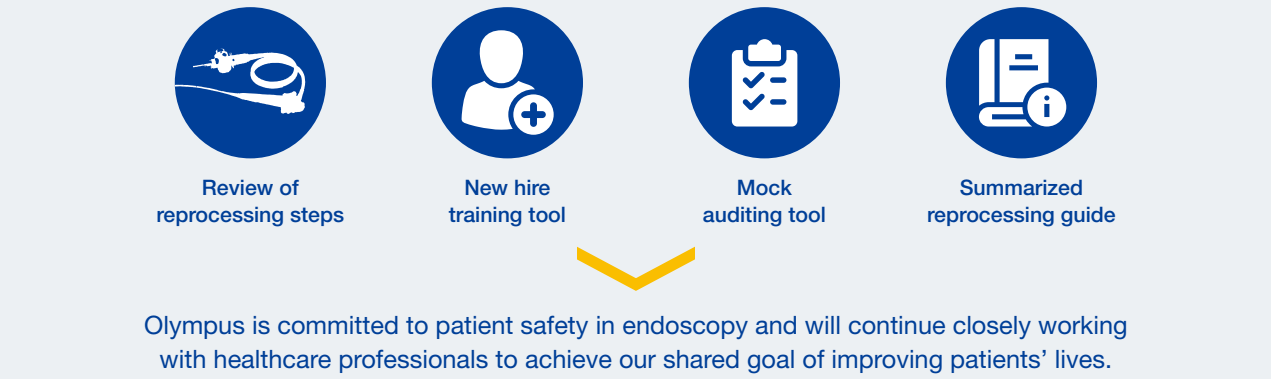 Review of
reprocessing steps
New hire
training tool
Mock
auditing tool
Summarized
reprocessing guide
Olympus is committed to patient safety in endoscopy and will continue closely working
with healthcare professionals to achieve our shared goal of improving patients’ lives.